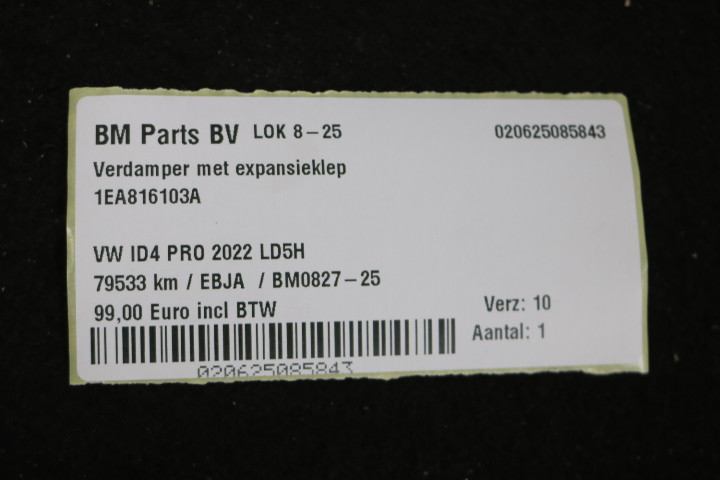 BM Parts BV LOK 8-25 020625085843
Verdamper met expansieklep
1EA816103A
VW ID4 PRO 2022 LD5H
79533 km / EBJA / BM0827-25
99,00 Euro incl BTW
Verz: 10
Aantal: 1
020625085843